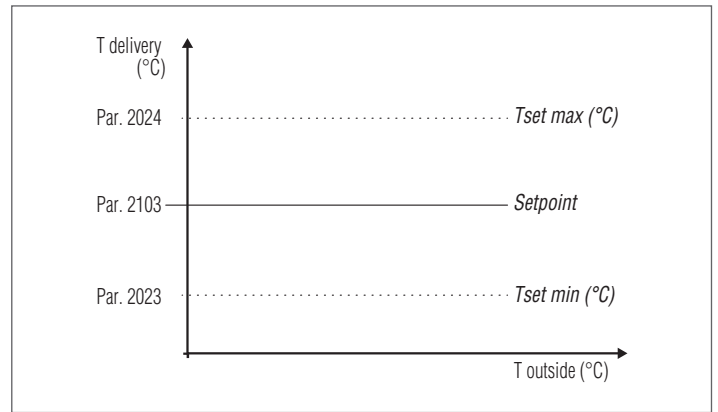 T delivery
(°C)
Par. 2024
Tset max (°C)
Par. 2103
Setpoint
Par. 2023
Tset min (°C)
T outside (°C)